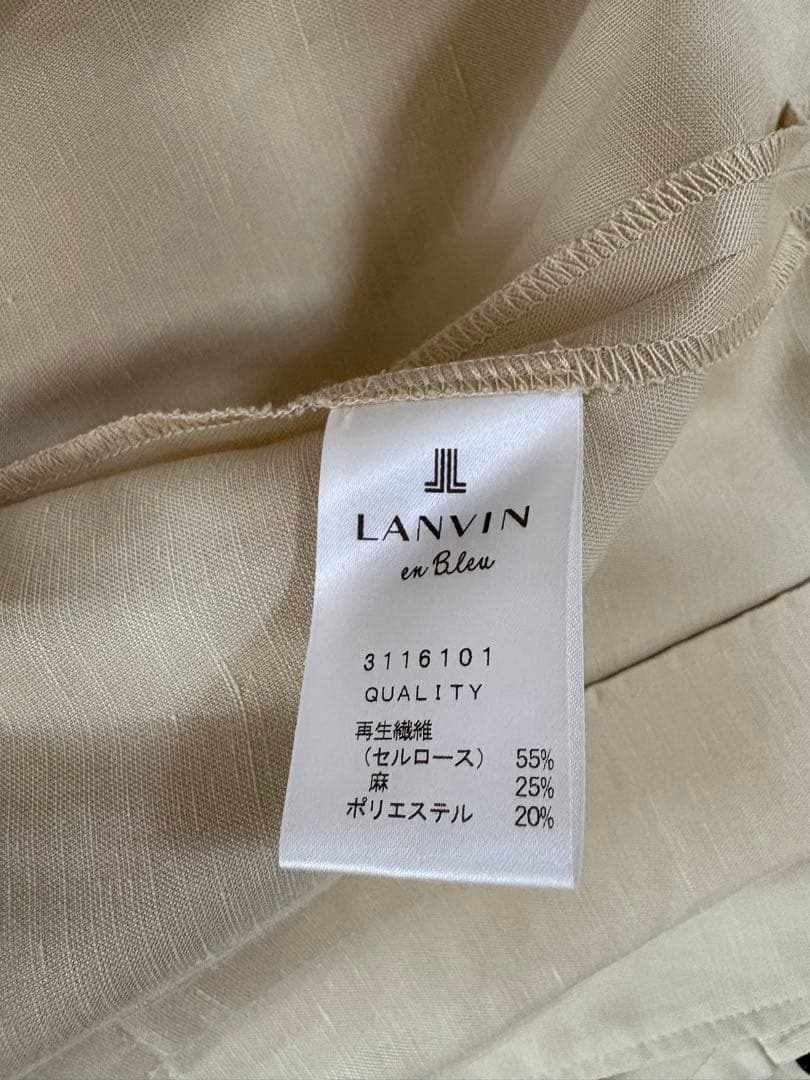 LANVIN
en Bleu
3116101
QUALITY
再生繊維
(セルロース) 55%
麻 25%
ポリエステル 20%